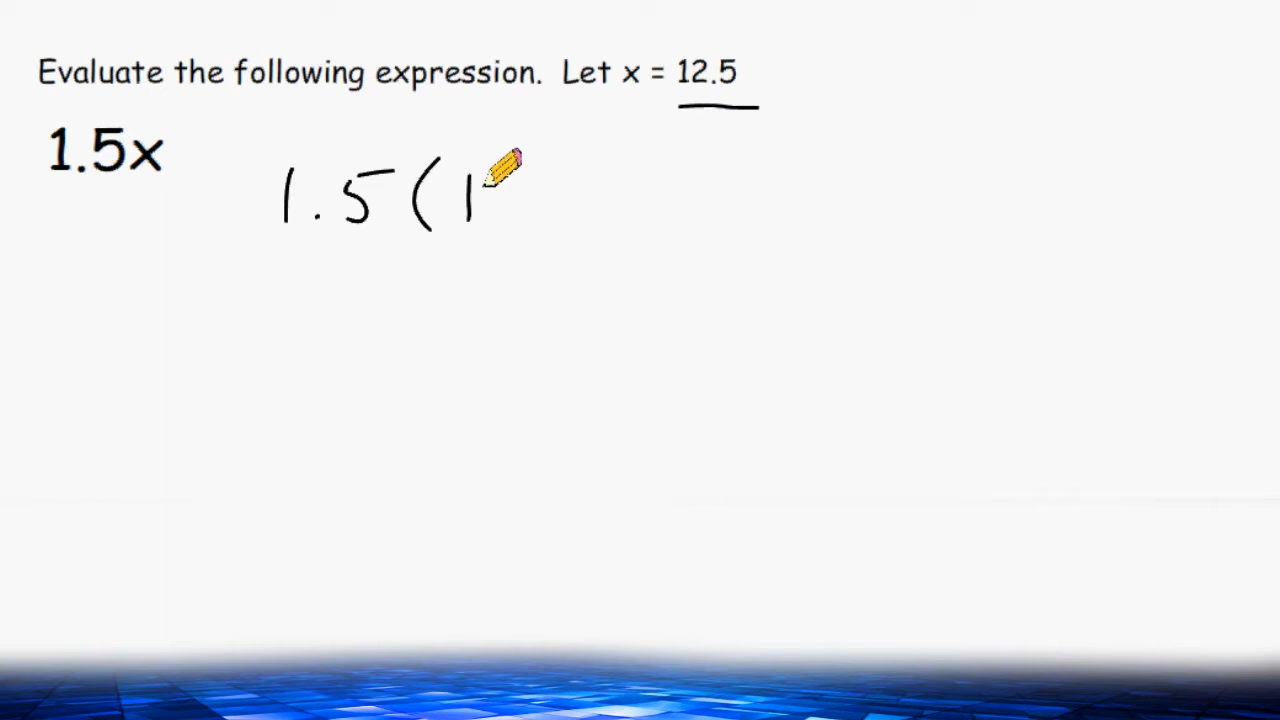 Evaluate the following expression. Let x = 12.5
1.5x
1.5(1